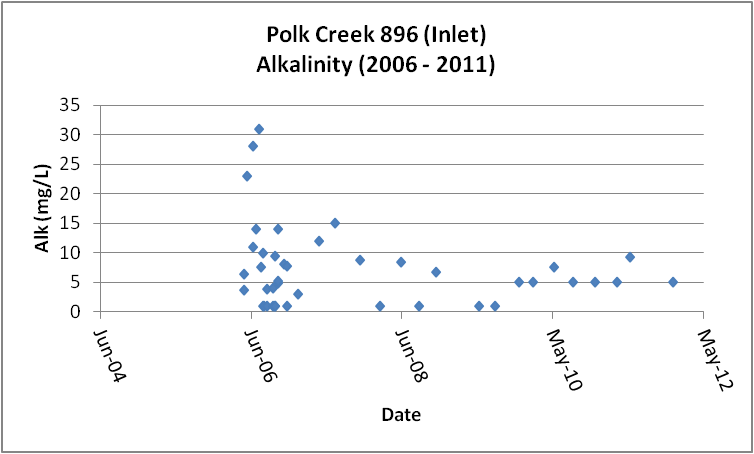 Polk Creek 896 (Inlet)
Alkalinity (2006 - 2011)
35
30
25
20
15
10
5
0
Alk (mg/L)
Jun-04
Jun-06
Jun-08
May-10
May-12
Date